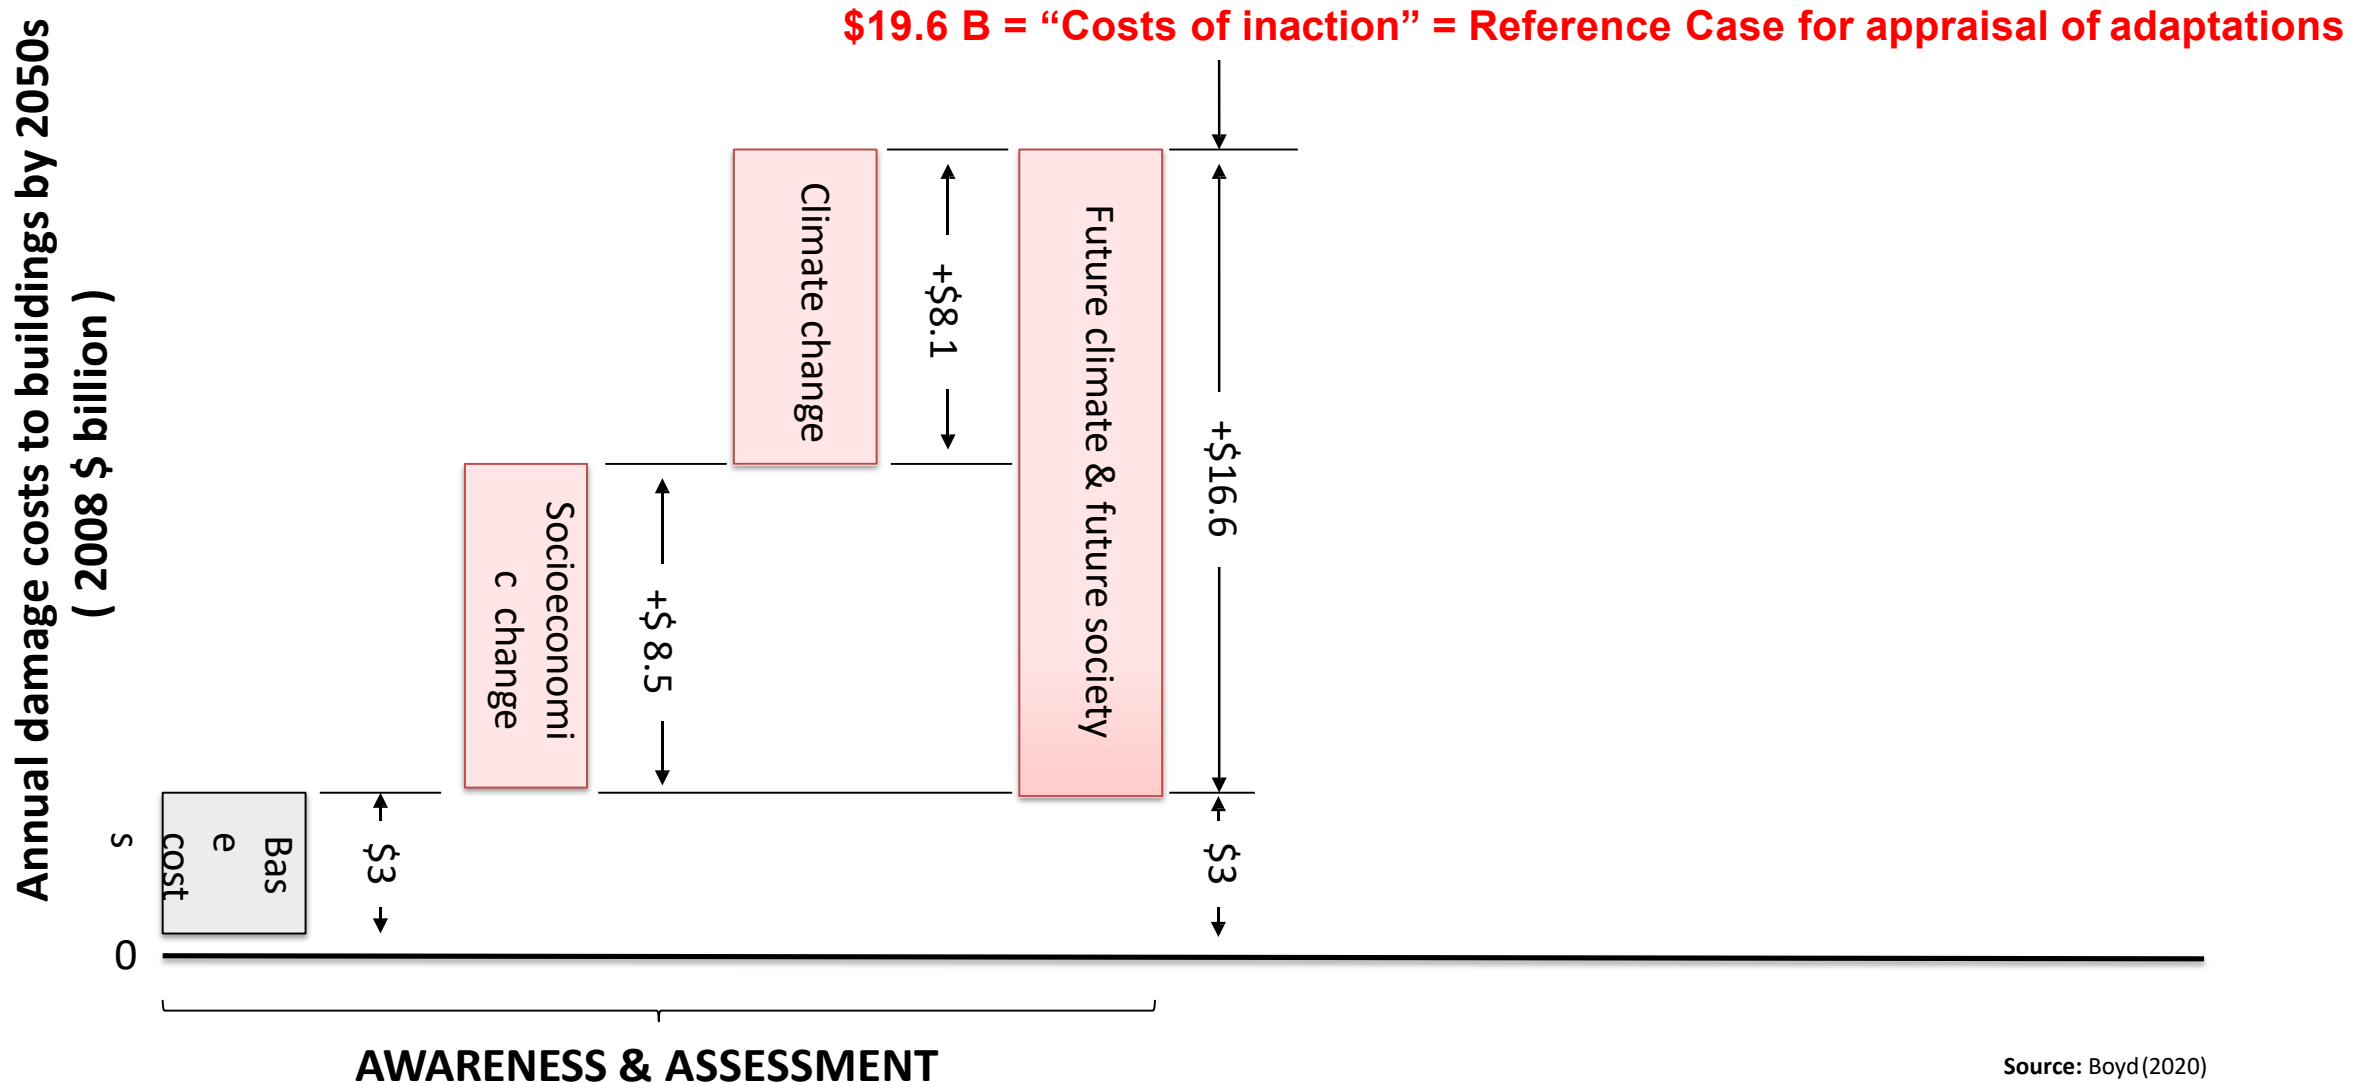 $19.6 B = “Costs of inaction” = Reference Case for appraisal of adaptations
Annual damage costs to buildings by 2050s
( 2008 $ billion )
Climate change
+$8.1
Future climate & future society
+$16.6
Socioeconomi
c change
+$ 8.5
Bas
e
cost
s
$3
$3
0
AWARENESS & ASSESSMENT
Source: Boyd (2020)